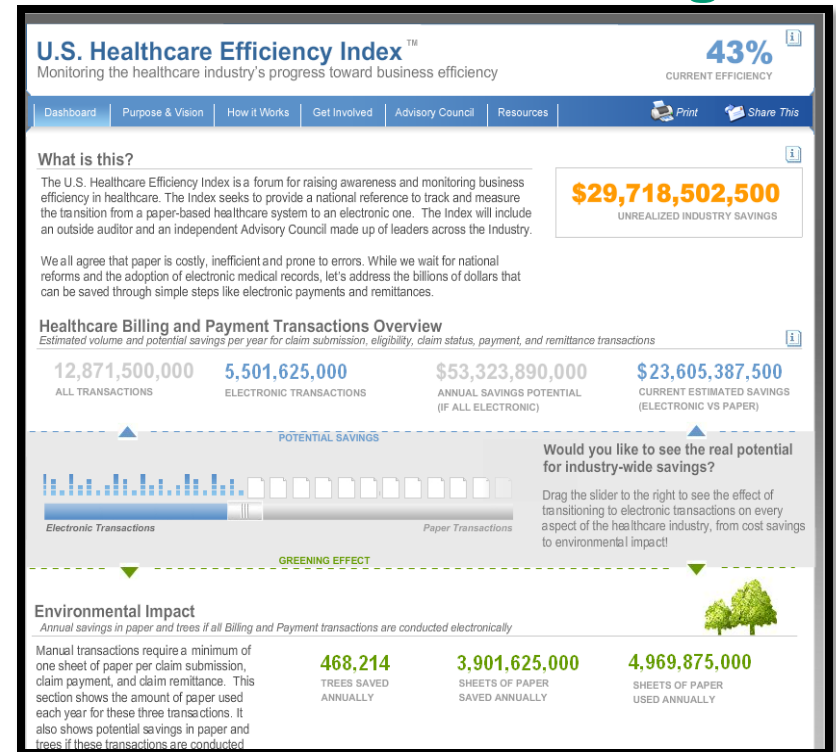 U.S. Healthcare Efficiency Index™
Monitoring the healthcare industry's progress toward business efficiency
43%
CURRENT EFFICIENCY
Dashboard
Purpose & Vision
How it Works
Get Involved
Advisory Council
Resources
Print
Share This
What is this?
The U.S. Healthcare Efficiency Index is a forum for raising awareness and monitoring business
efficiency in healthcare. The Index seeks to provide a national reference to track and measure
the transition from a paper-based healthcare system to an electronic one. The Index will include
an outside auditor and an independent Advisory Council made up of leaders across the Industry.
We all agree that paper is costly, inefficient and prone to errors. While we wait for national
reforms and the adoption of electronic medical records, let's address the billions of dollars that
can be saved through simple steps like electronic payments and remittances.
$29,718,502,500
UNREALIZED INDUSTRY SAVINGS
Healthcare Billing and Payment Transactions Overview
Estimated volume and potential savings per year for claim submission, eligibility, claim status, payment, and remittance transactions
12,871,500,000
ALL TRANSACTIONS
5,501,625,000
ELECTRONIC TRANSACTIONS
$53,323,890,000
ANNUAL SAVINGS POTENTIAL
(IF ALL ELECTRONIC)
$23,605,387,500
CURRENT ESTIMATED SAVINGS
(ELECTRONIC VS PAPER)
POTENTIAL SAVINGS
Electronic Transactions
Paper Transactions
Would you like to see the real potential
for industry-wide savings?
Drag the slider to the right to see the effect of
transitioning to electronic transactions on every
aspect of the healthcare industry, from cost savings
to environmental impact!
GREENING EFFECT
Environmental Impact
Annual savings in paper and trees if all Billing and Payment transactions are conducted electronically
Manual transactions require a minimum of
one sheet of paper per claim submission,
claim payment, and claim remittance. This
section shows the amount of paper used
each year for these three transactions. It
also shows potential savings in paper and
trees if these transactions are conducted
468,214
TREES SAVED
ANNUALLY
3,901,625,000
SHEETS OF PAPER
SAVED ANNUALLY
4,969,875,000
SHEETS OF PAPER
USED ANNUALLY